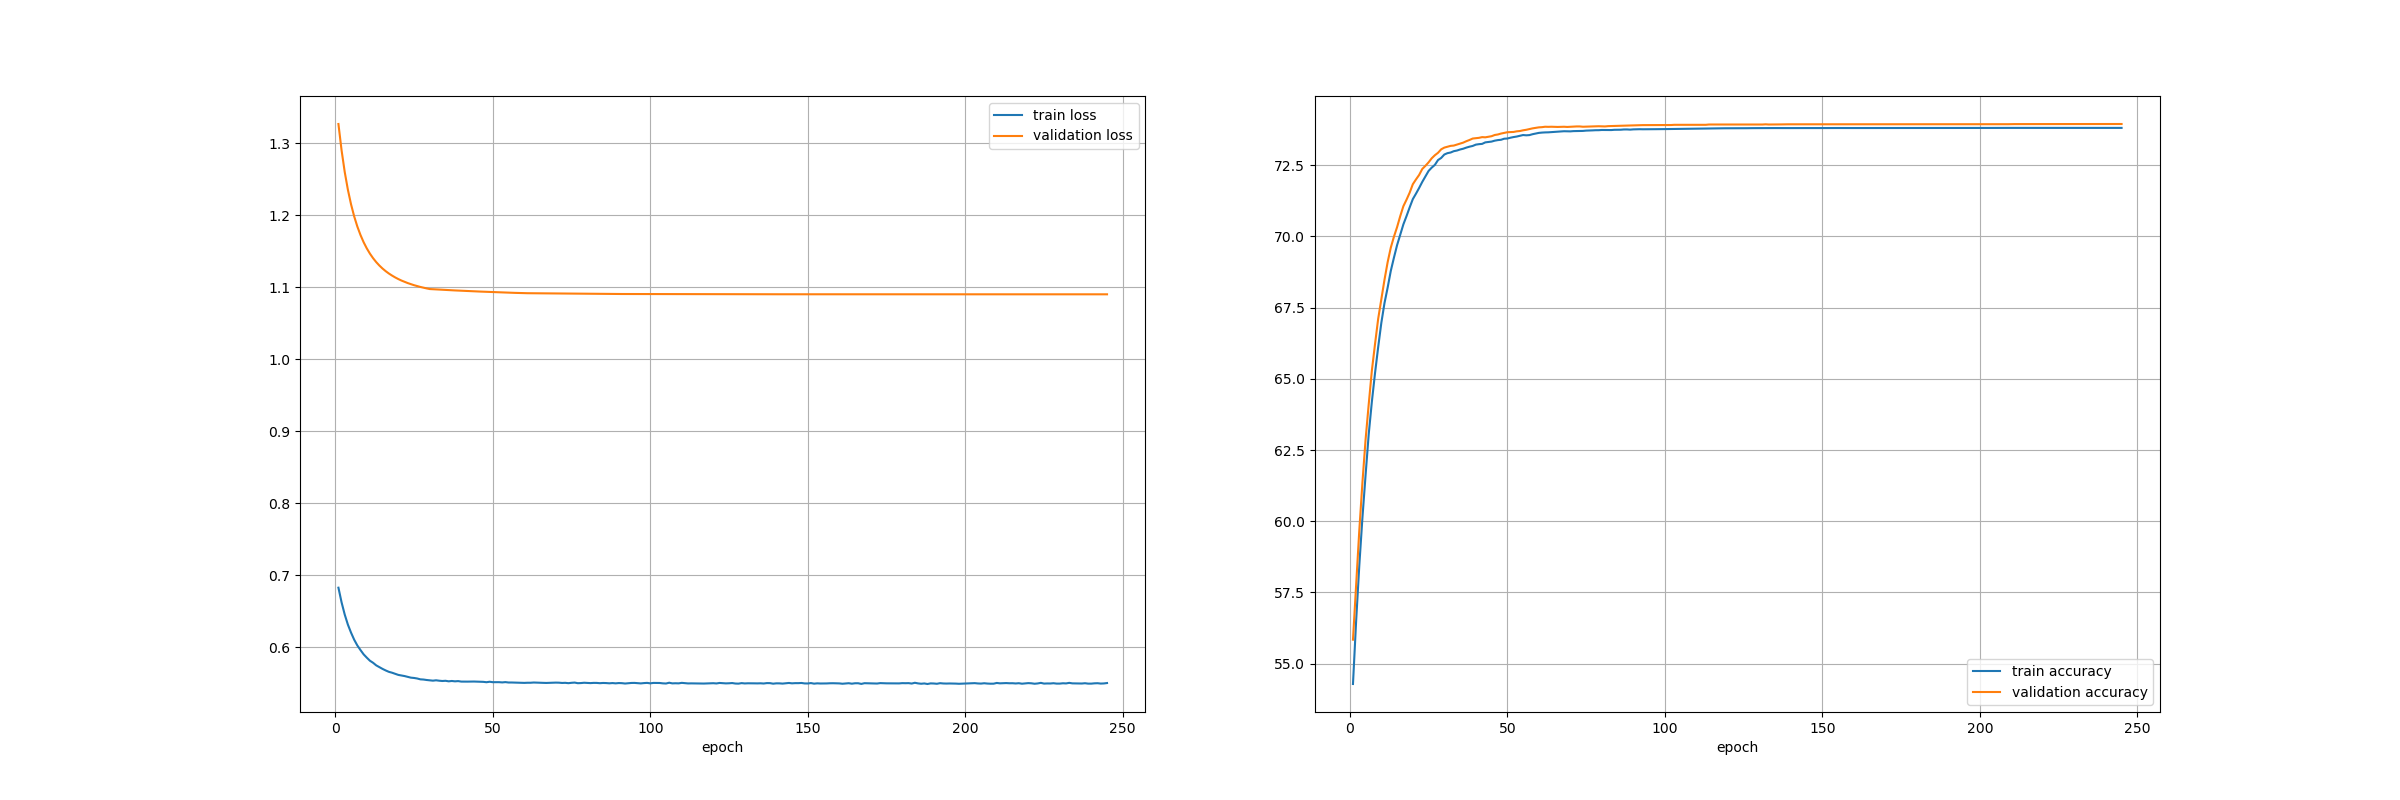 train loss
validation loss
1.3
1.2
1.1
1.0
0.9
0.8
0.7
0.6
0 50 100 150 200 250
epoch
72.5
70.0
67.5
65.0
62.5
60.0
57.5
55.0
train accuracy
validation accuracy
0 50 100 150 200 250
epoch